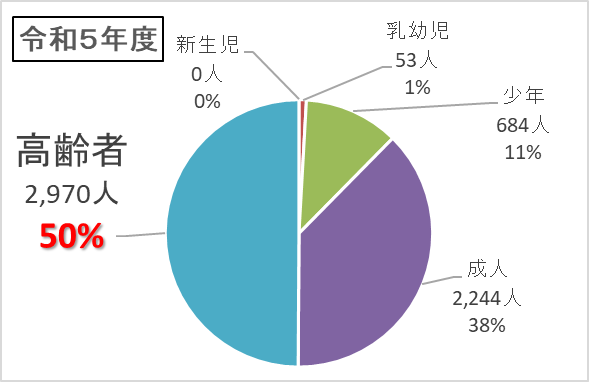 令和5年度
新生児
0人
0%
乳幼児
53人
1%
少年
684人
11%
成人
2,244人
38%
高齢者
2,970人
50%